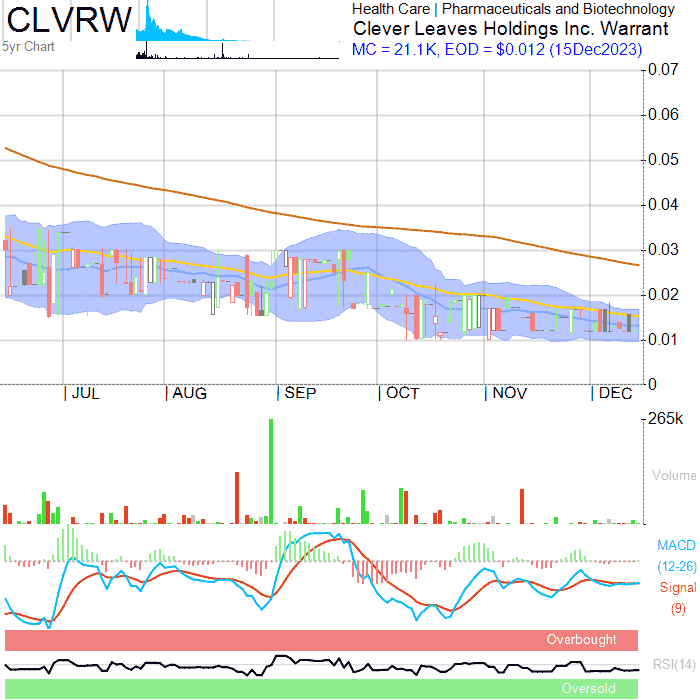 CLVRW
5yr Chart
Health Care | Pharmaceuticals and Biotechnology
Clever Leaves Holdings Inc. Warrant
MC = 21.1K, EOD = $0.012 (15Dec2023)
0.07
0.06
0.05
0.04
0.03
0.02
0.01
0
JUL AUG SEP OCT NOV DEC
265k
Volume
MACD
(12-26)
Signal
(9)
Overbought
RSI(14)
Oversold